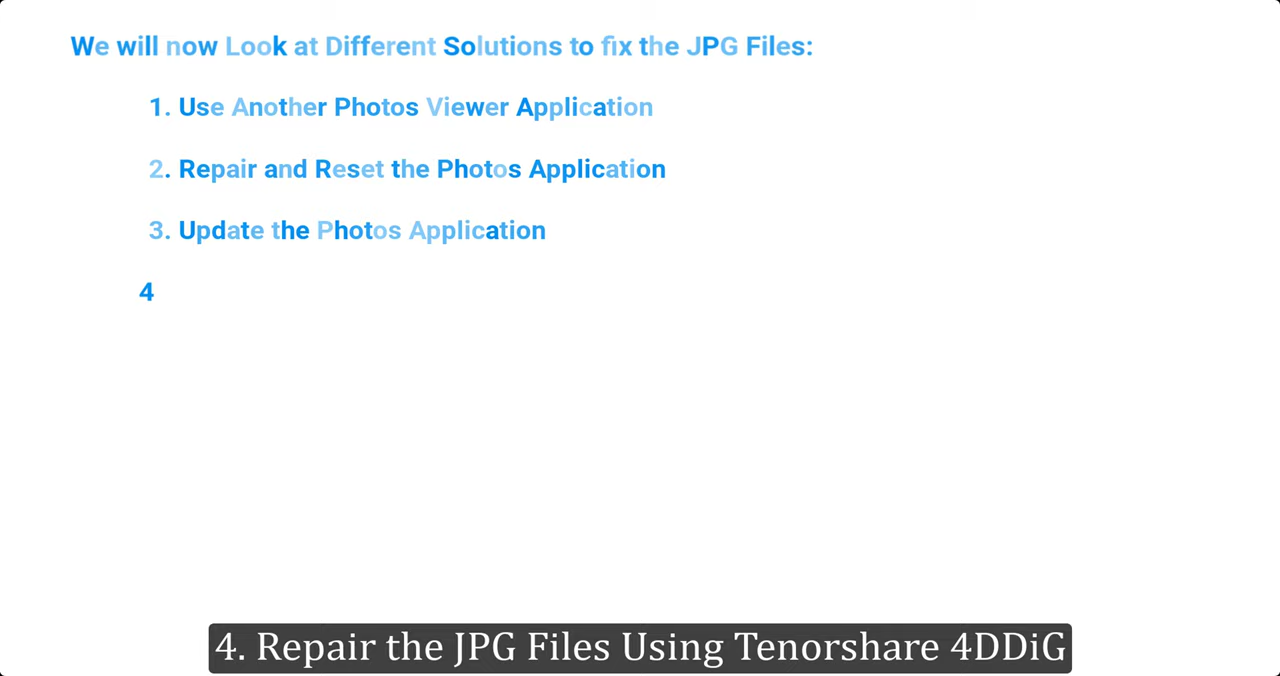 We will now Look at Different Solutions to fix the JPG Files:
1. Use Another Photos Viewer Application
2. Repair and Reset the Photos Application
3. Update the Photos Application
4
4. Repair the JPG Files Using Tenorshare 4DDiG